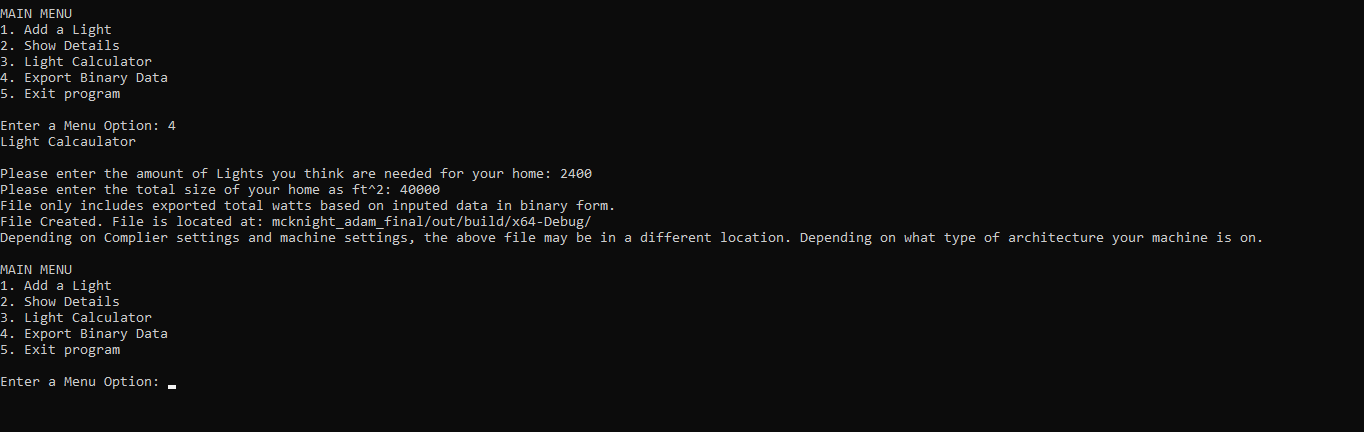 MAIN MENU
1. Add a Light
2. Show Details
3. Light Calculator
4. Export Binary Data
5. Exit program
Enter a Menu Option: 4
Light Calcaulator
Please enter the amount of Lights you think are needed for your home: 2400
Please enter the total size of your home as ft^2: 40000
File only includes exported total watts based on inputed data in binary form.
File Created. File is located at: mcknight_adam_final/out/build/x64-Debug/
Depending on Complier settings and machine settings, the above file may be in a different location. Depending on what type of architecture your machine is on.
MAIN MENU
1. Add a Light
2. Show Details
3. Light Calculator
4. Export Binary Data
5. Exit program
Enter a Menu Option: